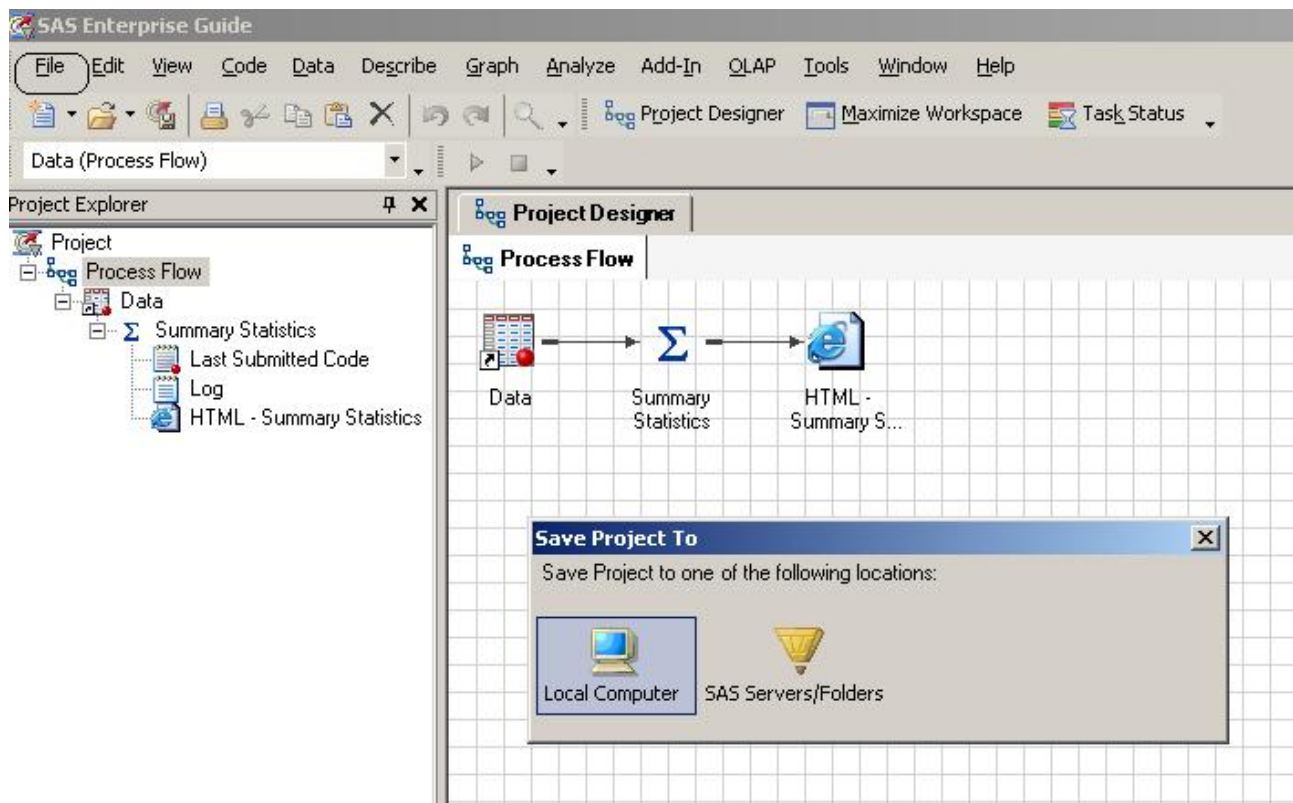 SAS Enterprise Guide
File Edit View Code Data Describe Graph Analyze Add-In OLAP Tools Window Help
Project Designer Maximize Workspace Task Status
Data (Process Flow)
Project Explorer
Project
Process Flow
Data
Summary Statistics
Last Submitted Code
Log
HTML - Summary Statistics
Project Designer
Process Flow
Data
Summary
Statistics
HTML -
Summary S...
Save Project To
Save Project to one of the following locations:
Local Computer
SAS Servers/Folders